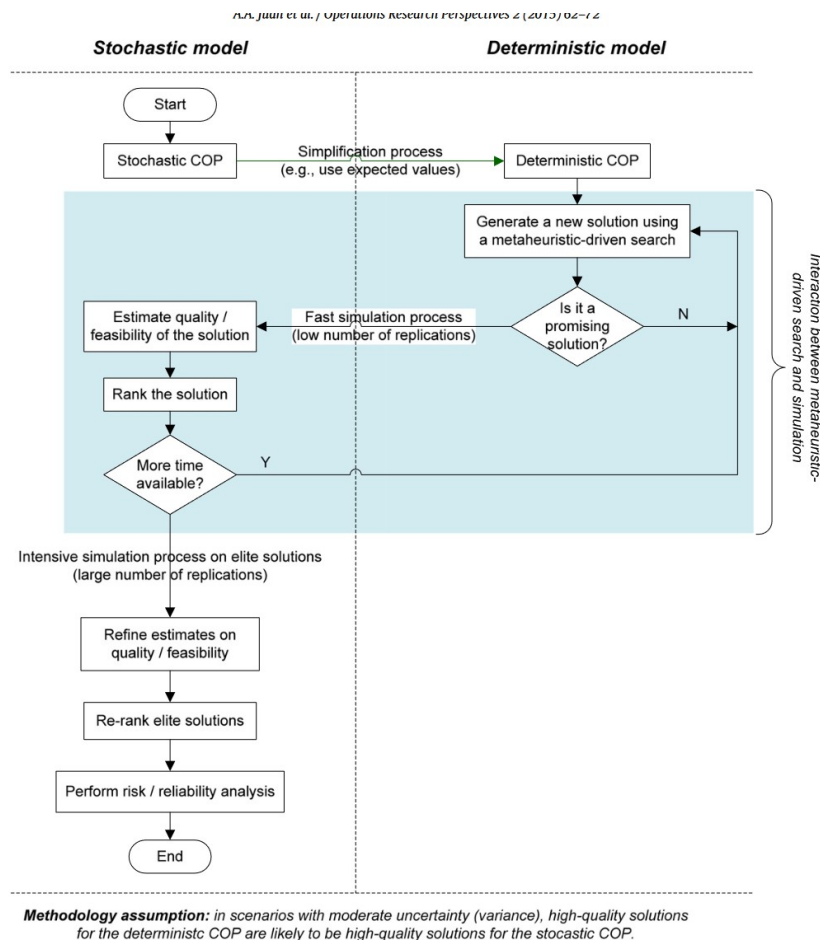 A.A. Juan et al. / Operations Research Perspectives 2 (2015) 62–72
Stochastic model
Deterministic model
Start
Stochastic COP
Simplification process
(e.g., use expected values)
Deterministic COP
Generate a new solution using
a metaheuristic-driven search
Is it a
promising
solution?
N
Fast simulation process
(low number of replications)
Estimate quality /
feasibility of the solution
Rank the solution
More time
available?
Y
Interaction between metaheuristic-
driven search and simulation
Intensive simulation process on elite solutions
(large number of replications)
Refine estimates on
quality / feasibility
Re-rank elite solutions
Perform risk / reliability analysis
End
Methodology assumption: in scenarios with moderate uncertainty (variance), high-quality solutions
for the deterministc COP are likely to be high-quality solutions for the stocastic COP.